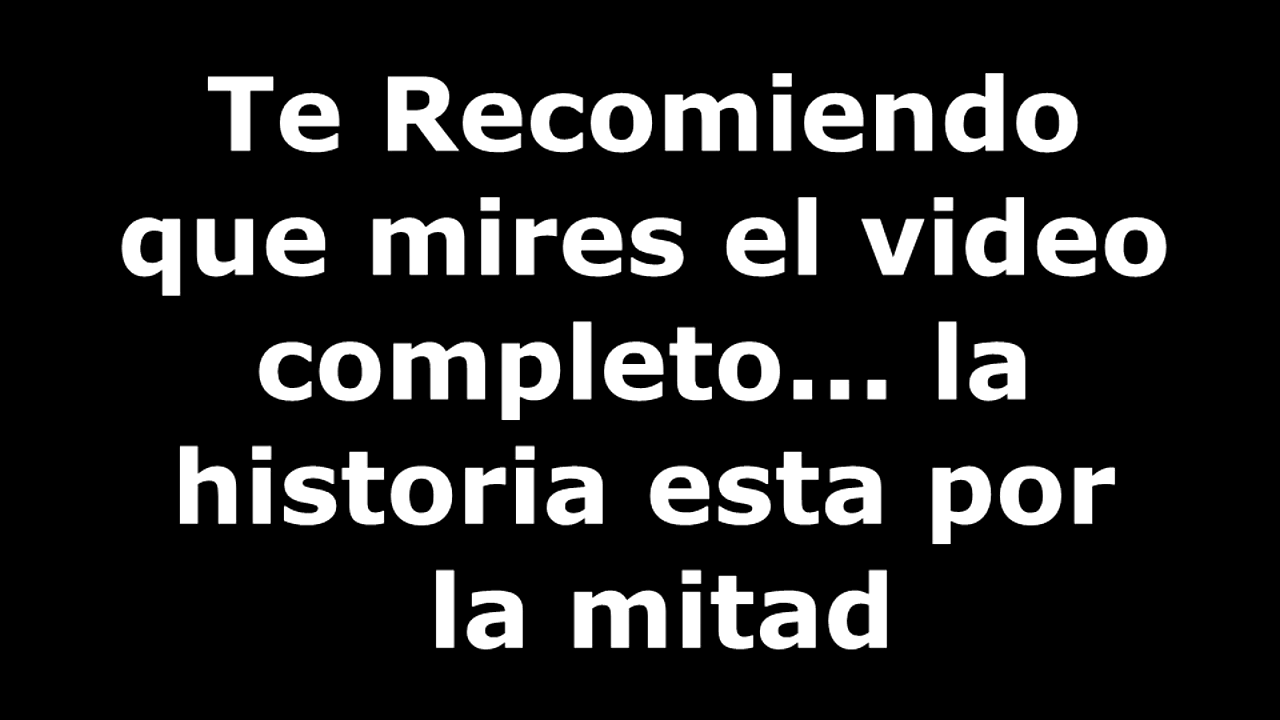 Te Recomiendo
que mires el video
completo... la
historia esta por
la mitad